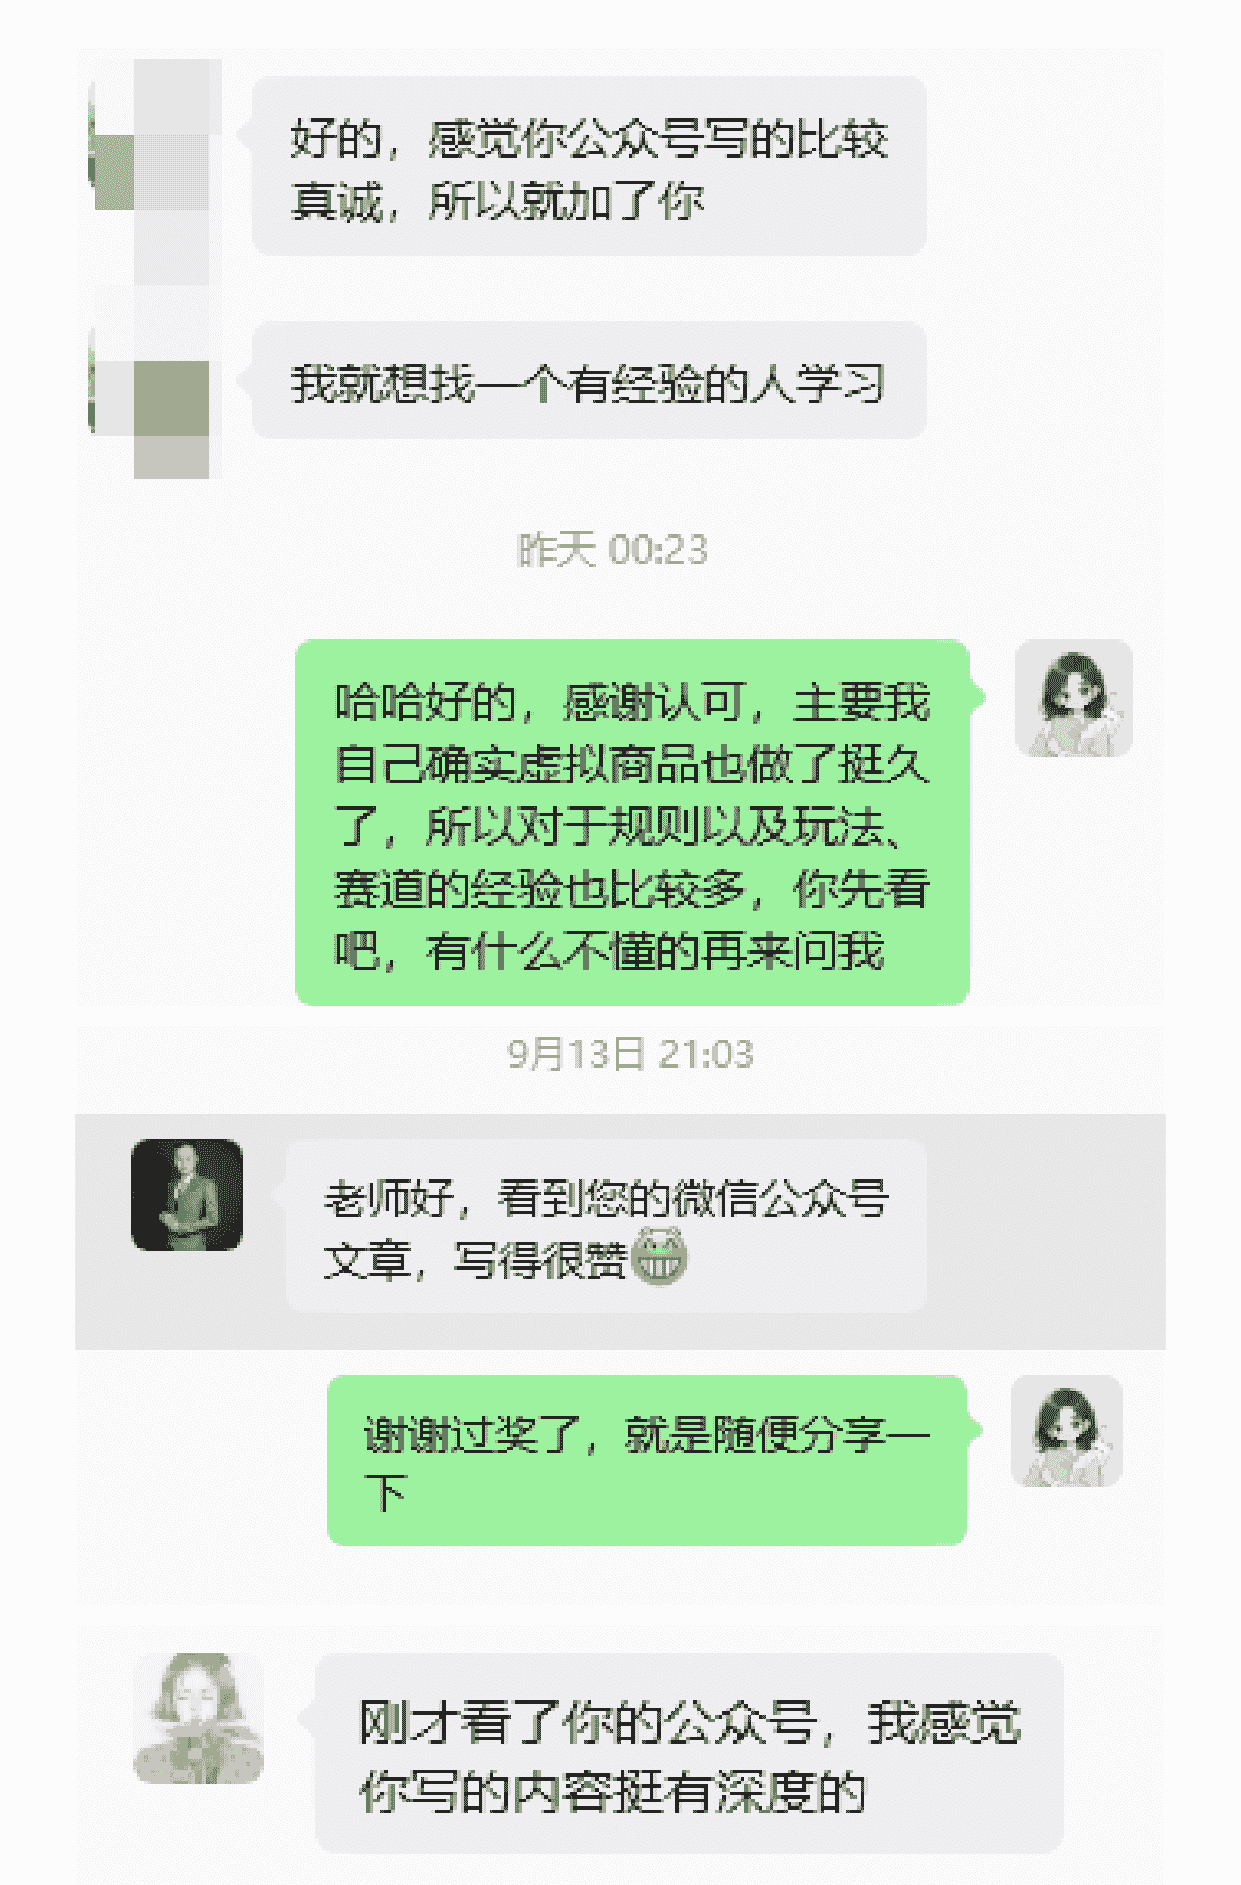 好的，感觉你公众号写的比较
真诚，所以就加了你
我就想找一个有经验的人学习
昨天 00:23
哈哈好的，感谢认可，主要我
自己确实虚拟商品也做了挺久
了，所以对于规则以及玩法、
赛道的经验也比较多，你先看
吧，有什么不懂的再来问我
9月13日 21:03
老师好，看到您的微信公众号
文章，写得很赞😁
谢谢过奖了，就是随便分享一
下
刚才看了你的公众号，我感觉
你写的内容挺有深度的